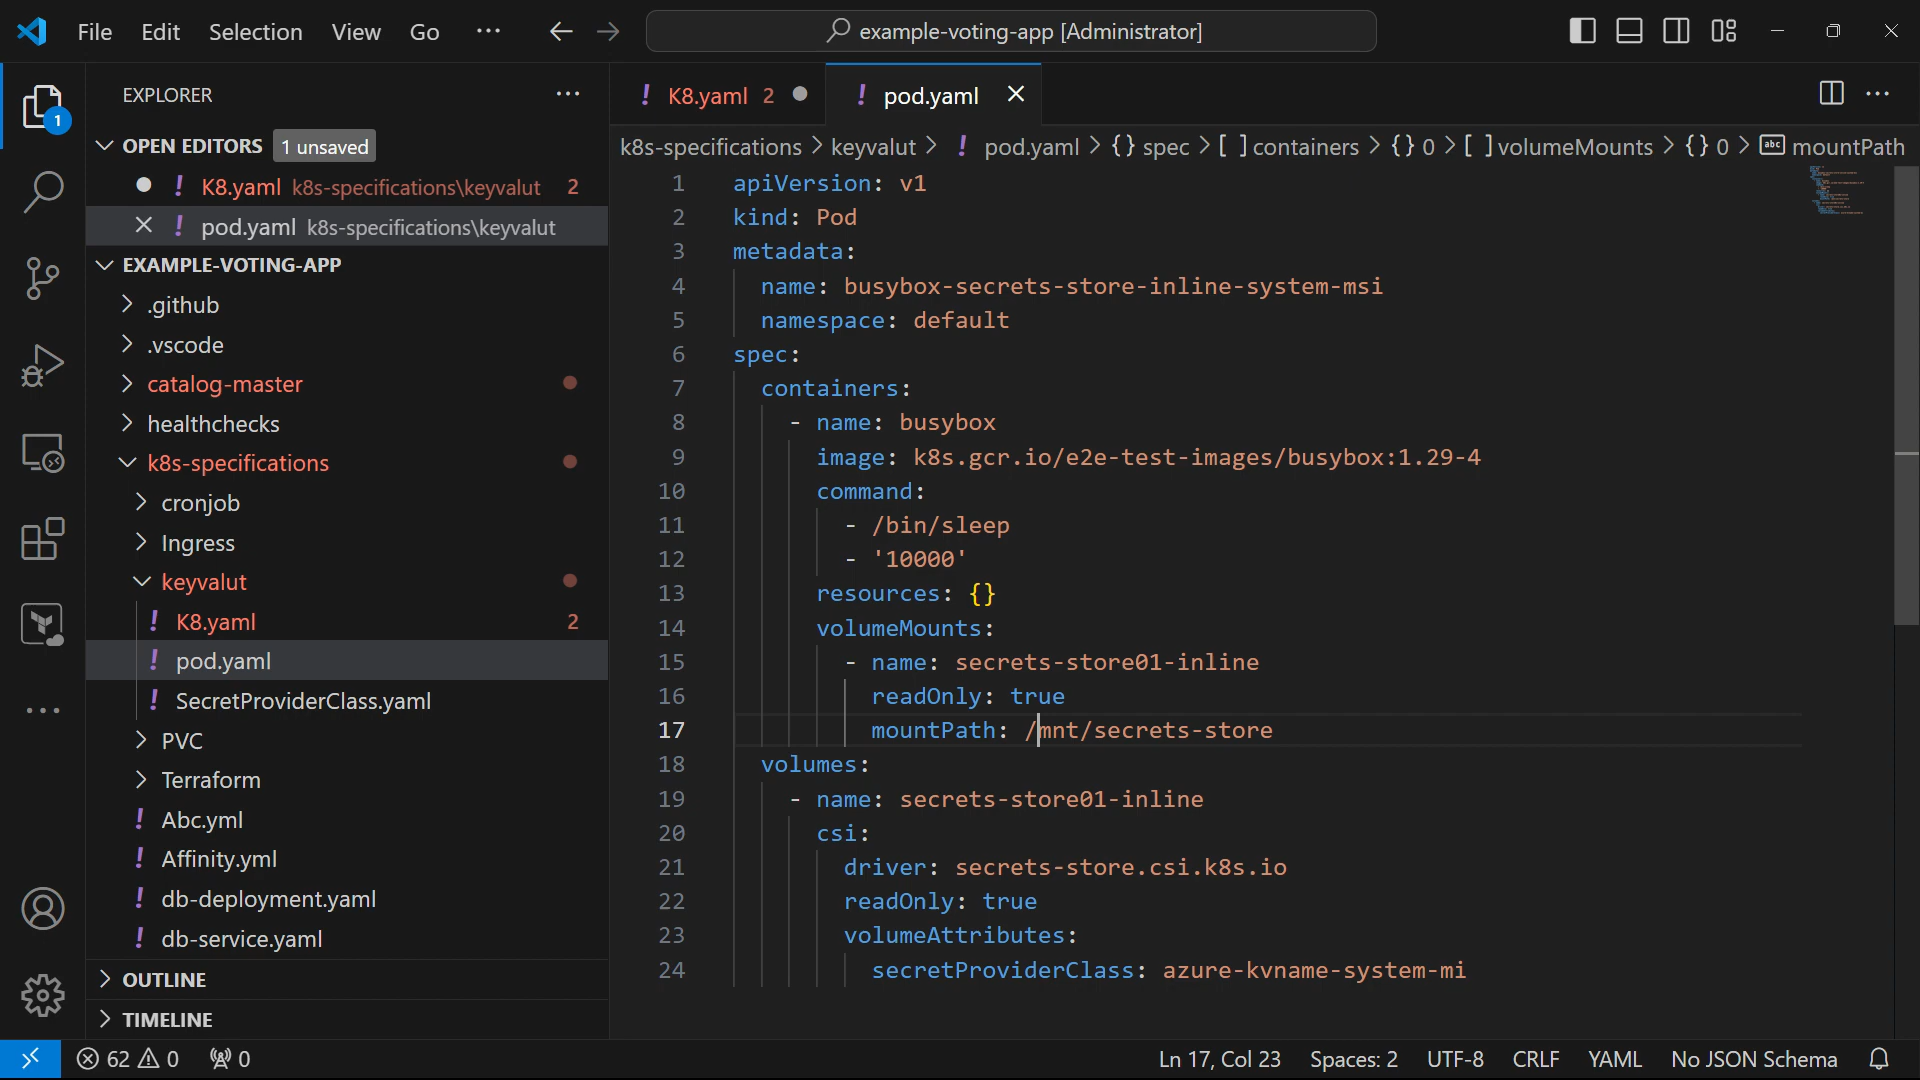 File Edit Selection View Go ··· example-voting-app [Administrator]
EXPLORER ···
OPEN EDITORS 1 unsaved
! K8.yaml k8s-specifications\keyvalut 2
! pod.yaml k8s-specifications\keyvalut
EXAMPLE-VOTING-APP
.github
.vscode
catalog-master
healthchecks
k8s-specifications
cronjob
Ingress
keyvalut
! K8.yaml 2
! pod.yaml
! SecretProviderClass.yaml
PVC
Terraform
! Abc.yml
! Affinity.yml
! db-deployment.yaml
! db-service.yaml
OUTLINE
TIMELINE
1
! K8.yaml 2 ! pod.yaml
k8s-specifications > keyvalut > ! pod.yaml > {} spec > [ ] containers > {} 0 > [ ] volumeMounts > {} 0 > abc mountPath
1 apiVersion: v1
2 kind: Pod
3 metadata:
4 name: busybox-secrets-store-inline-system-msi
5 namespace: default
6 spec:
7 containers:
8 - name: busybox
9 image: k8s.gcr.io/e2e-test-images/busybox:1.29-4
10 command:
11 - /bin/sleep
12 - '10000'
13 resources: {}
14 volumeMounts:
15 - name: secrets-store01-inline
16 readOnly: true
17 mountPath: /mnt/secrets-store
18 volumes:
19 - name: secrets-store01-inline
20 csi:
21 driver: secrets-store.csi.k8s.io
22 readOnly: true
23 volumeAttributes:
24 secretProviderClass: azure-kvname-system-mi
62 0 0 Ln 17, Col 23 Spaces: 2 UTF-8 CRLF YAML No JSON Schema